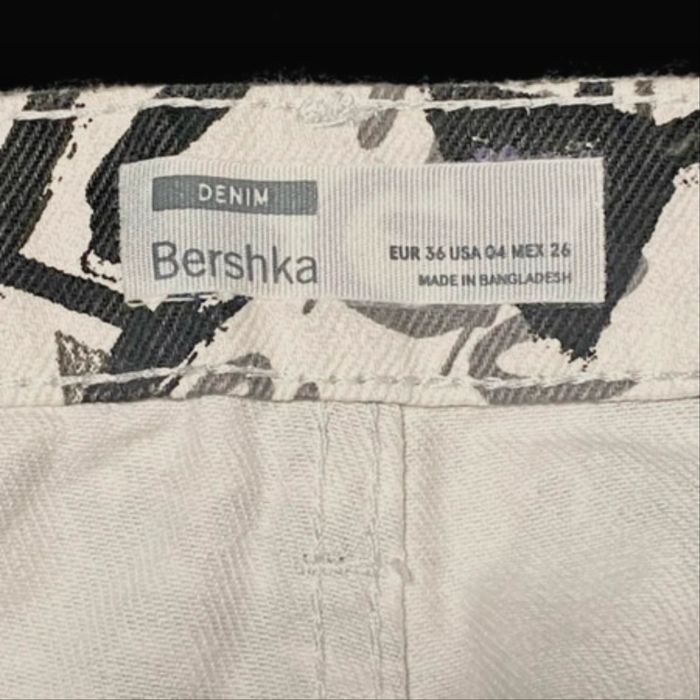 DENIM
Bershka
EUR 36 USA 04 MEX 26
MADE IN BANGLADESH